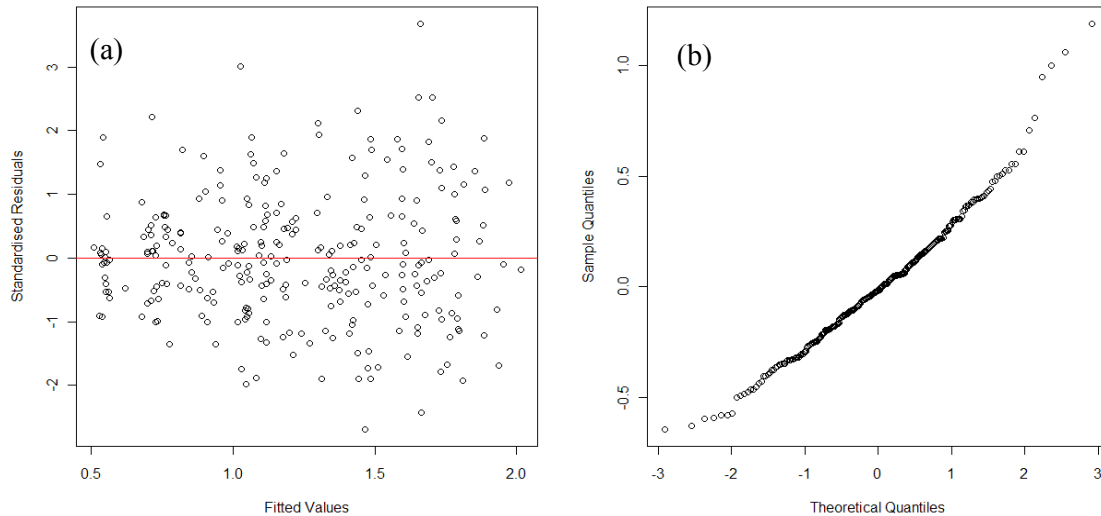 (a)
Standardised Residuals
3
2
1
0
-1
-2
0.5 1.0 1.5 2.0
Fitted Values
(b)
Sample Quantiles
1.0
0.5
0.0
-0.5
-3 -2 -1 0 1 2 3
Theoretical Quantiles